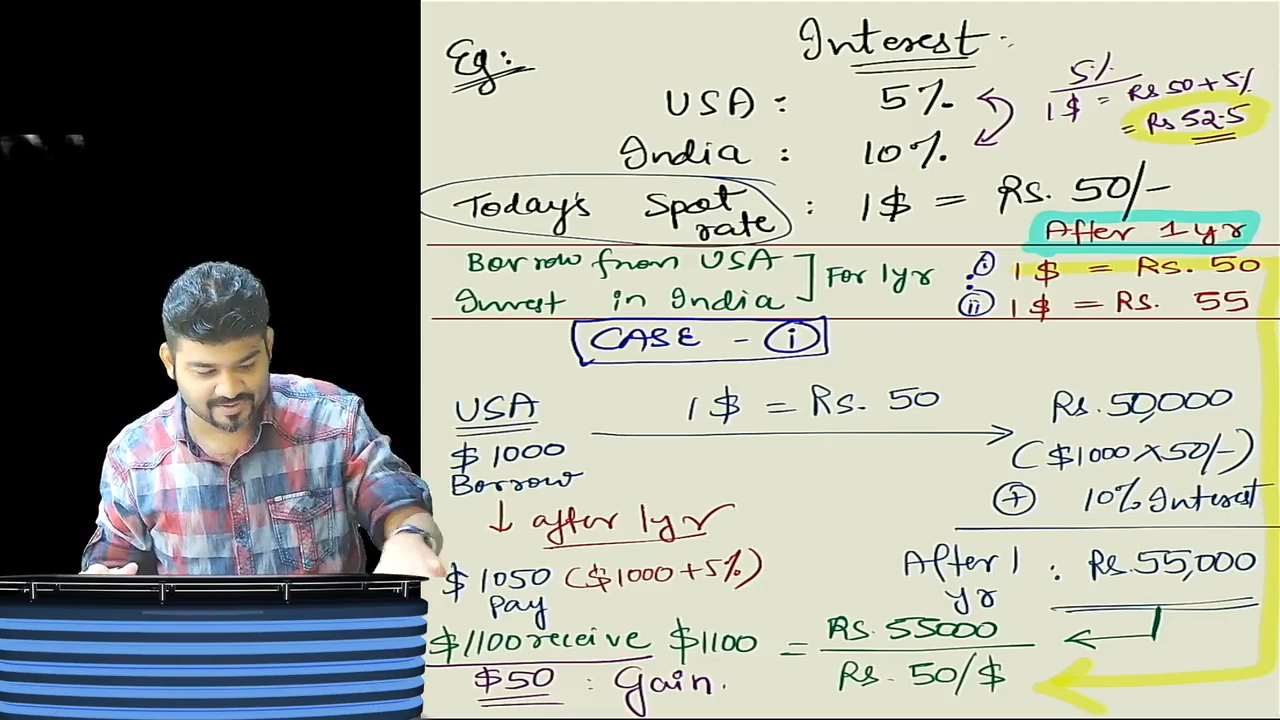 Eg:
Interest:
USA : 5%
India : 10%
5%
1$ = Rs 50 + 5%
= Rs 52.5
Today's Spot rate : 1$ = Rs. 50/-
After 1 yr
Borrow from USA
Invest in India
For 1yr
(i) 1$ = Rs. 50
(ii) 1$ = Rs. 55
CASE - (i)
USA
$1000
Borrow
1$ = Rs. 50
Rs. 50,000
($1000 x 50/-)
(+) 10% Interest
↓ after 1yr
$1050 ($1000 + 5%)
Pay
After 1 yr : Rs. 55,000
$1100 receive
$1100 = Rs. 55000
Rs. 50/$
$50 : Gain.